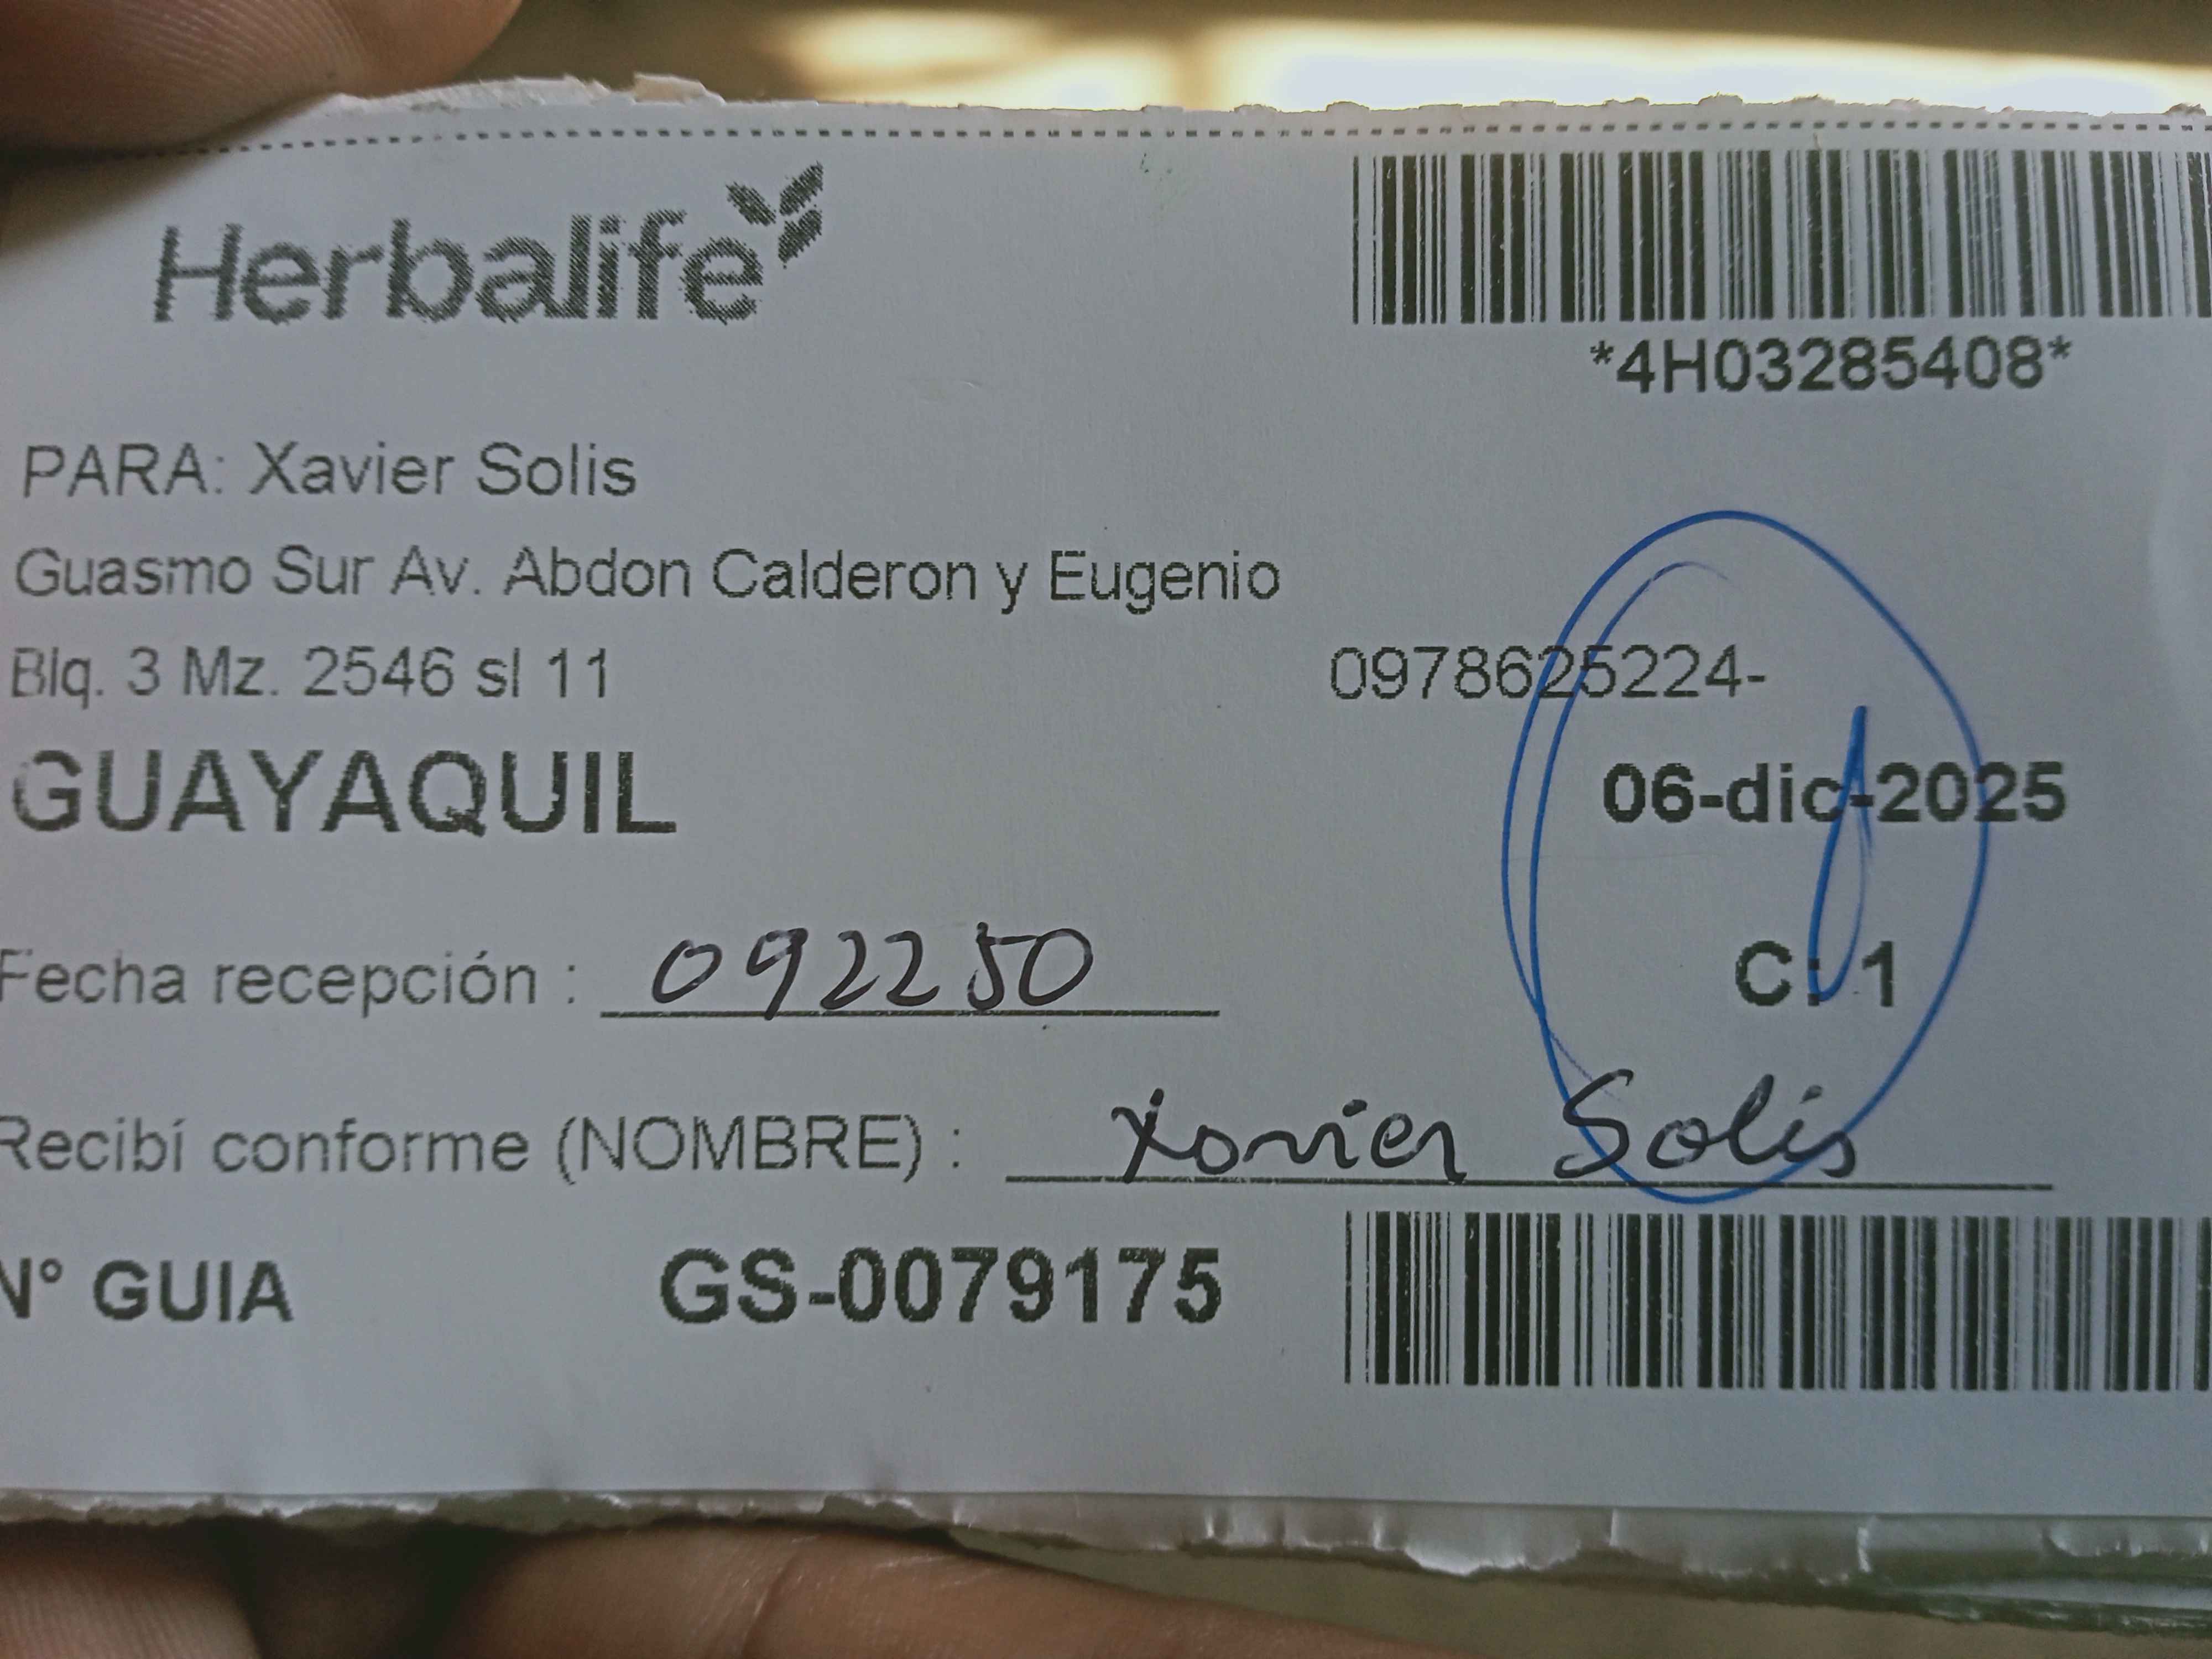 Herbalife
*4H03285408*
PARA: Xavier Solis
Guasmo Sur Av. Abdon Calderon y Eugenio
Blq. 3 Mz. 2546 sl 11
0978625224-
GUAYAQUIL
06-dic-2025
C: 1
Fecha recepción : 092250
Recibí conforme (NOMBRE) : Xavier Solis
N° GUIA GS-0079175